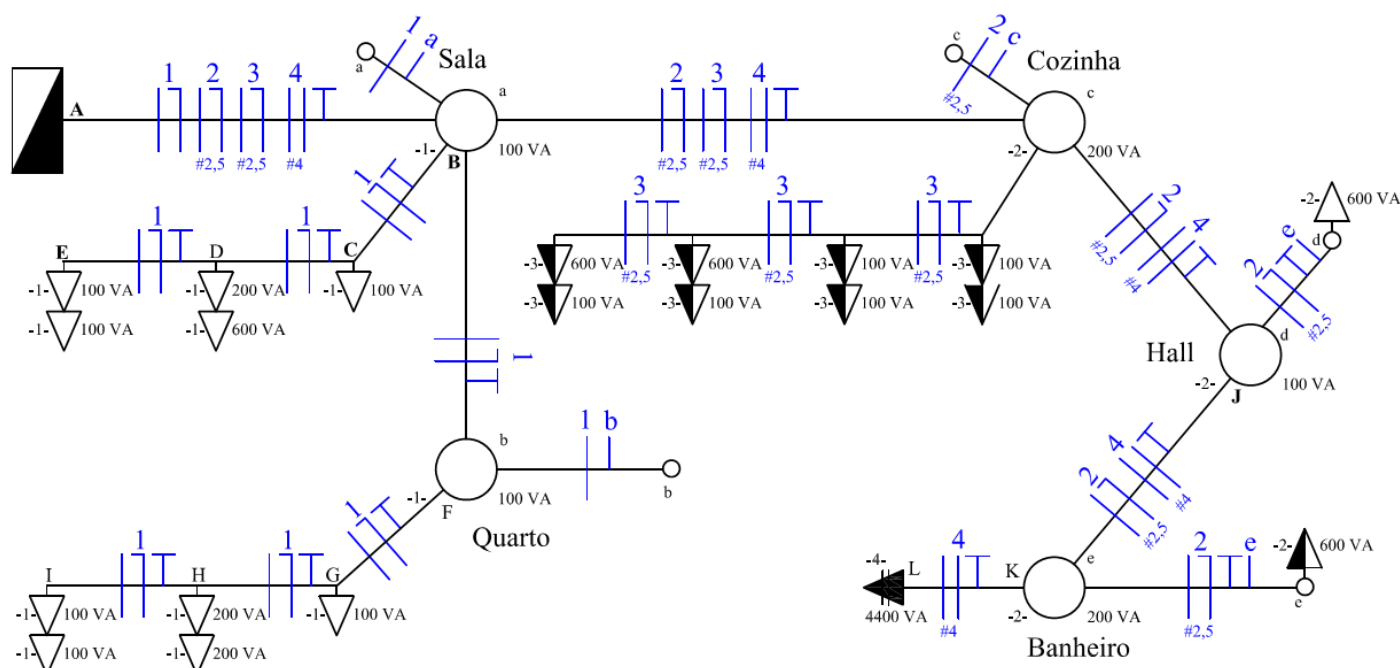 1 a
a
Sala
a
1 2 3 4
A
#2,5 #2,5 #4
-1-
B
100 VA
2 3 4
#2,5 #2,5 #4
2 c
c
#2,5
Cozinha
c
-2-
200 VA
1
1 1
E D C
-1- 100 VA -1- 200 VA -1- 100 VA
-1- 100 VA -1- 600 VA
3 3 3
-3- 600 VA -3- 600 VA -3- 100 VA -3- 100 VA
#2,5 #2,5 #2,5
-3- 100 VA -3- 100 VA -3- 100 VA -3- 100 VA
2 4
#2,5 #4
-2- 600 VA
e d
2
#2,5
Hall
d
-2-
100 VA
J
1
b
1 b
-1-
F
100 VA
b
Quarto
1
1 1
I H G
-1- 100 VA -1- 200 VA -1- 100 VA
-1- 100 VA -1- 200 VA
4
2
#4
#2,5
-4- L
4400 VA
4
#4
K
e
-2-
200 VA
Banheiro
2 e
#2,5
-2- 600 VA
e